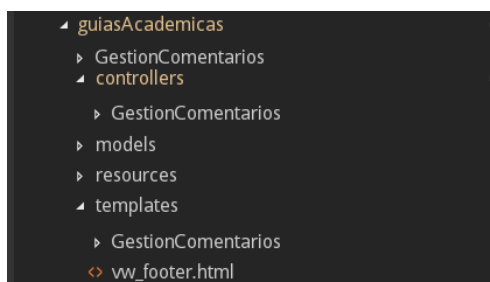 guiasAcademicas
GestionComentarios
controllers
GestionComentarios
models
resources
templates
GestionComentarios
<> vw_footer.html